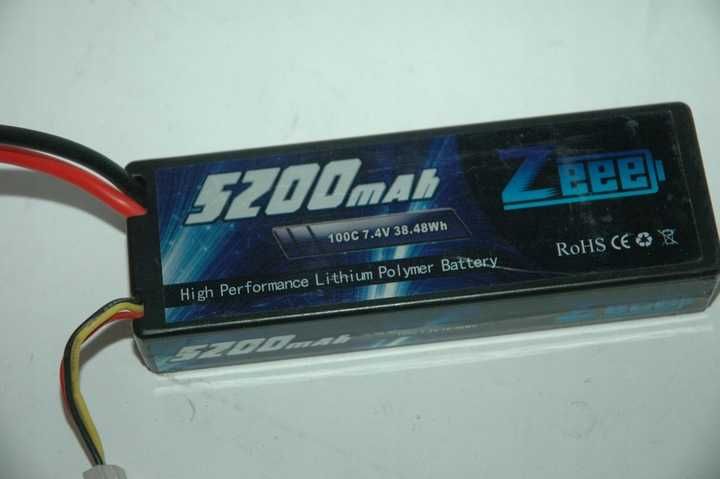 5200mAh
Zeee
100C 7.4V 38.48Wh
RoHS CE
High Performance Lithium Polymer Battery
5200mAh